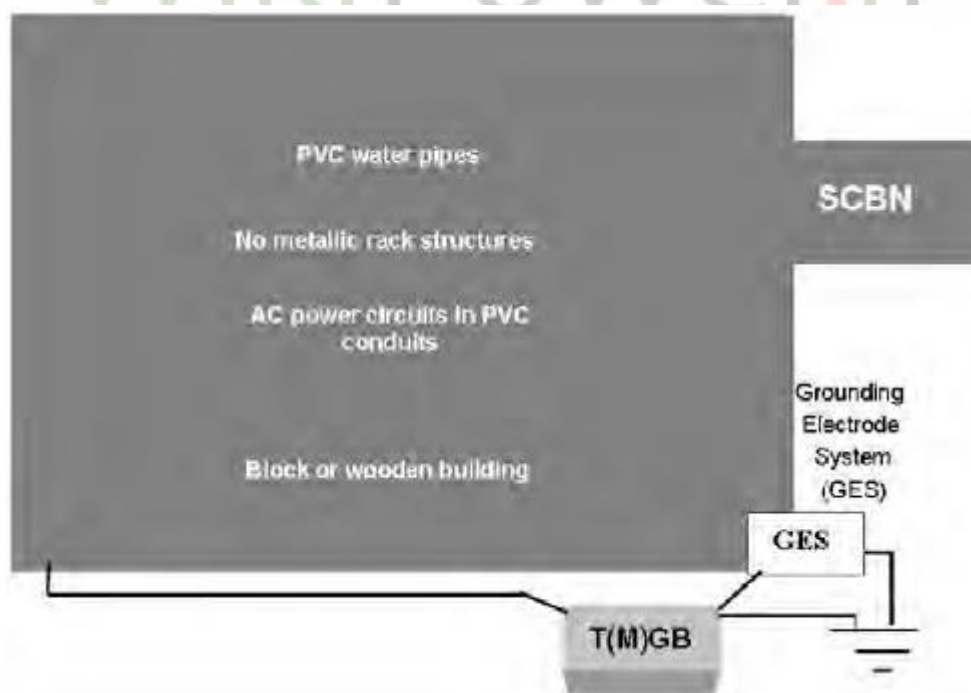 PVC water pipes
SCBN
No metallic rack structures
AC power circuits in PVC
conduits
Grounding
Electrode
System
(GES)
Block or wooden building
GES
T(M)GB